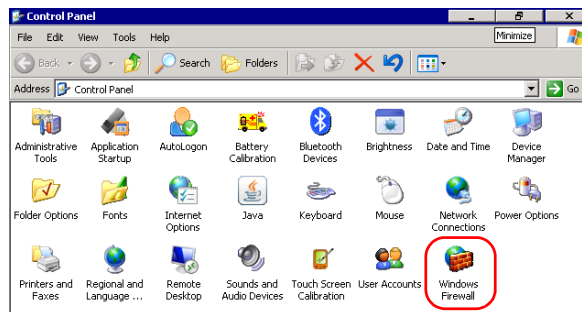 Control Panel
File Edit View Tools Help
Minimize
Back Search Folders
Address Control Panel Go
Administrative Tools
Application Startup
AutoLogon
Battery Calibration
Bluetooth Devices
Brightness
Date and Time
Device Manager
Folder Options
Fonts
Internet Options
Java
Keyboard
Mouse
Network Connections
Power Options
Printers and Faxes
Regional and Language ...
Remote Desktop
Sounds and Audio Devices
Touch Screen Calibration
User Accounts
Windows Firewall